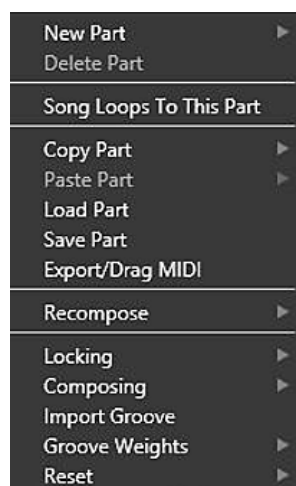 New Part
Delete Part
Song Loops To This Part
Copy Part
Paste Part
Load Part
Save Part
Export/Drag MIDI
Recompose
Locking
Composing
Import Groove
Groove Weights
Reset